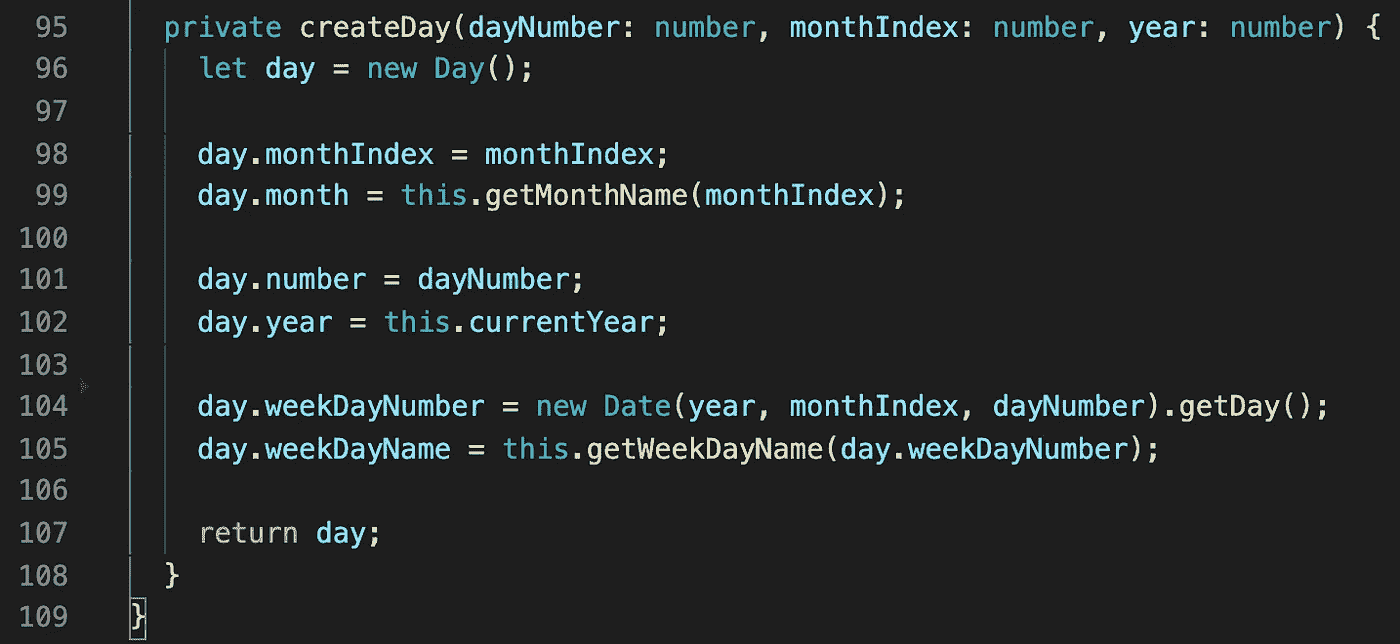 95 private createDay(dayNumber: number, monthIndex: number, year: number) {
96 let day = new Day();
97
98 day.monthIndex = monthIndex;
99 day.month = this.getMonthName(monthIndex);
100
101 day.number = dayNumber;
102 day.year = this.currentYear;
103
104 day.weekDayNumber = new Date(year, monthIndex, dayNumber).getDay();
105 day.weekDayName = this.getWeekDayName(day.weekDayNumber);
106
107 return day;
108 }
109 }